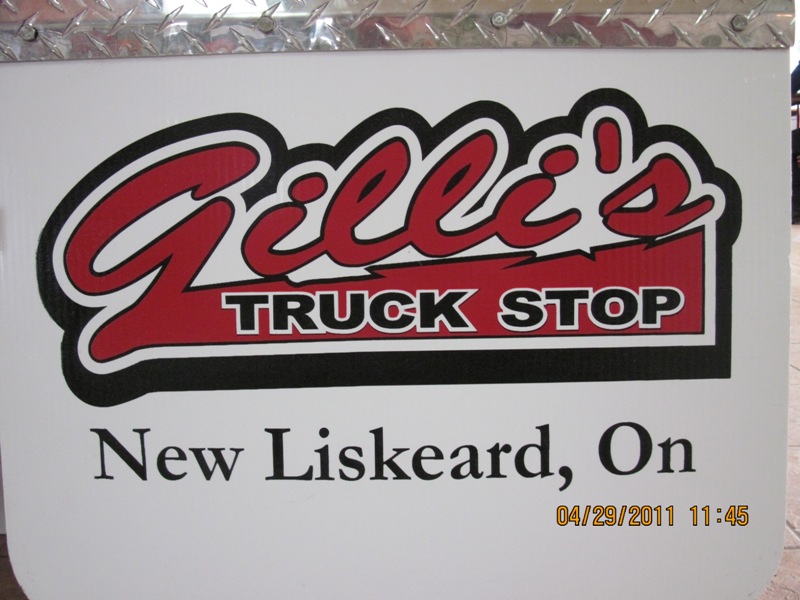 Gilli's
TRUCK STOP
New Liskeard, On
04/29/2011 11:45